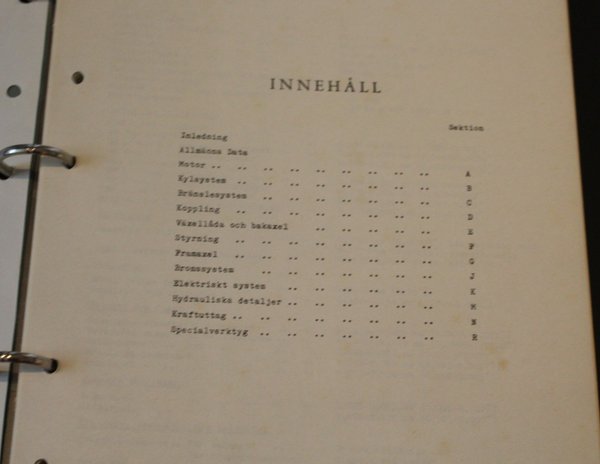 INNEHÅLL
Sektion
Inledning
Allmänna Data
Motor .. .. .. .. .. .. .. .. .. A
Kylsystem .. .. .. .. .. .. .. .. B
Bränslesystem .. .. .. .. .. .. .. C
Koppling .. .. .. .. .. .. .. .. D
Växellåda och bakaxel .. .. .. .. .. E
Styrning .. .. .. .. .. .. .. .. F
Framaxel .. .. .. .. .. .. .. .. G
Bromssystem .. .. .. .. .. .. .. J
Elektriskt system .. .. .. .. .. .. K
Hydrauliska detaljer .. .. .. .. .. .. M
Kraftuttag .. .. .. .. .. .. .. .. N
Specialverktyg .. .. .. .. .. .. .. R